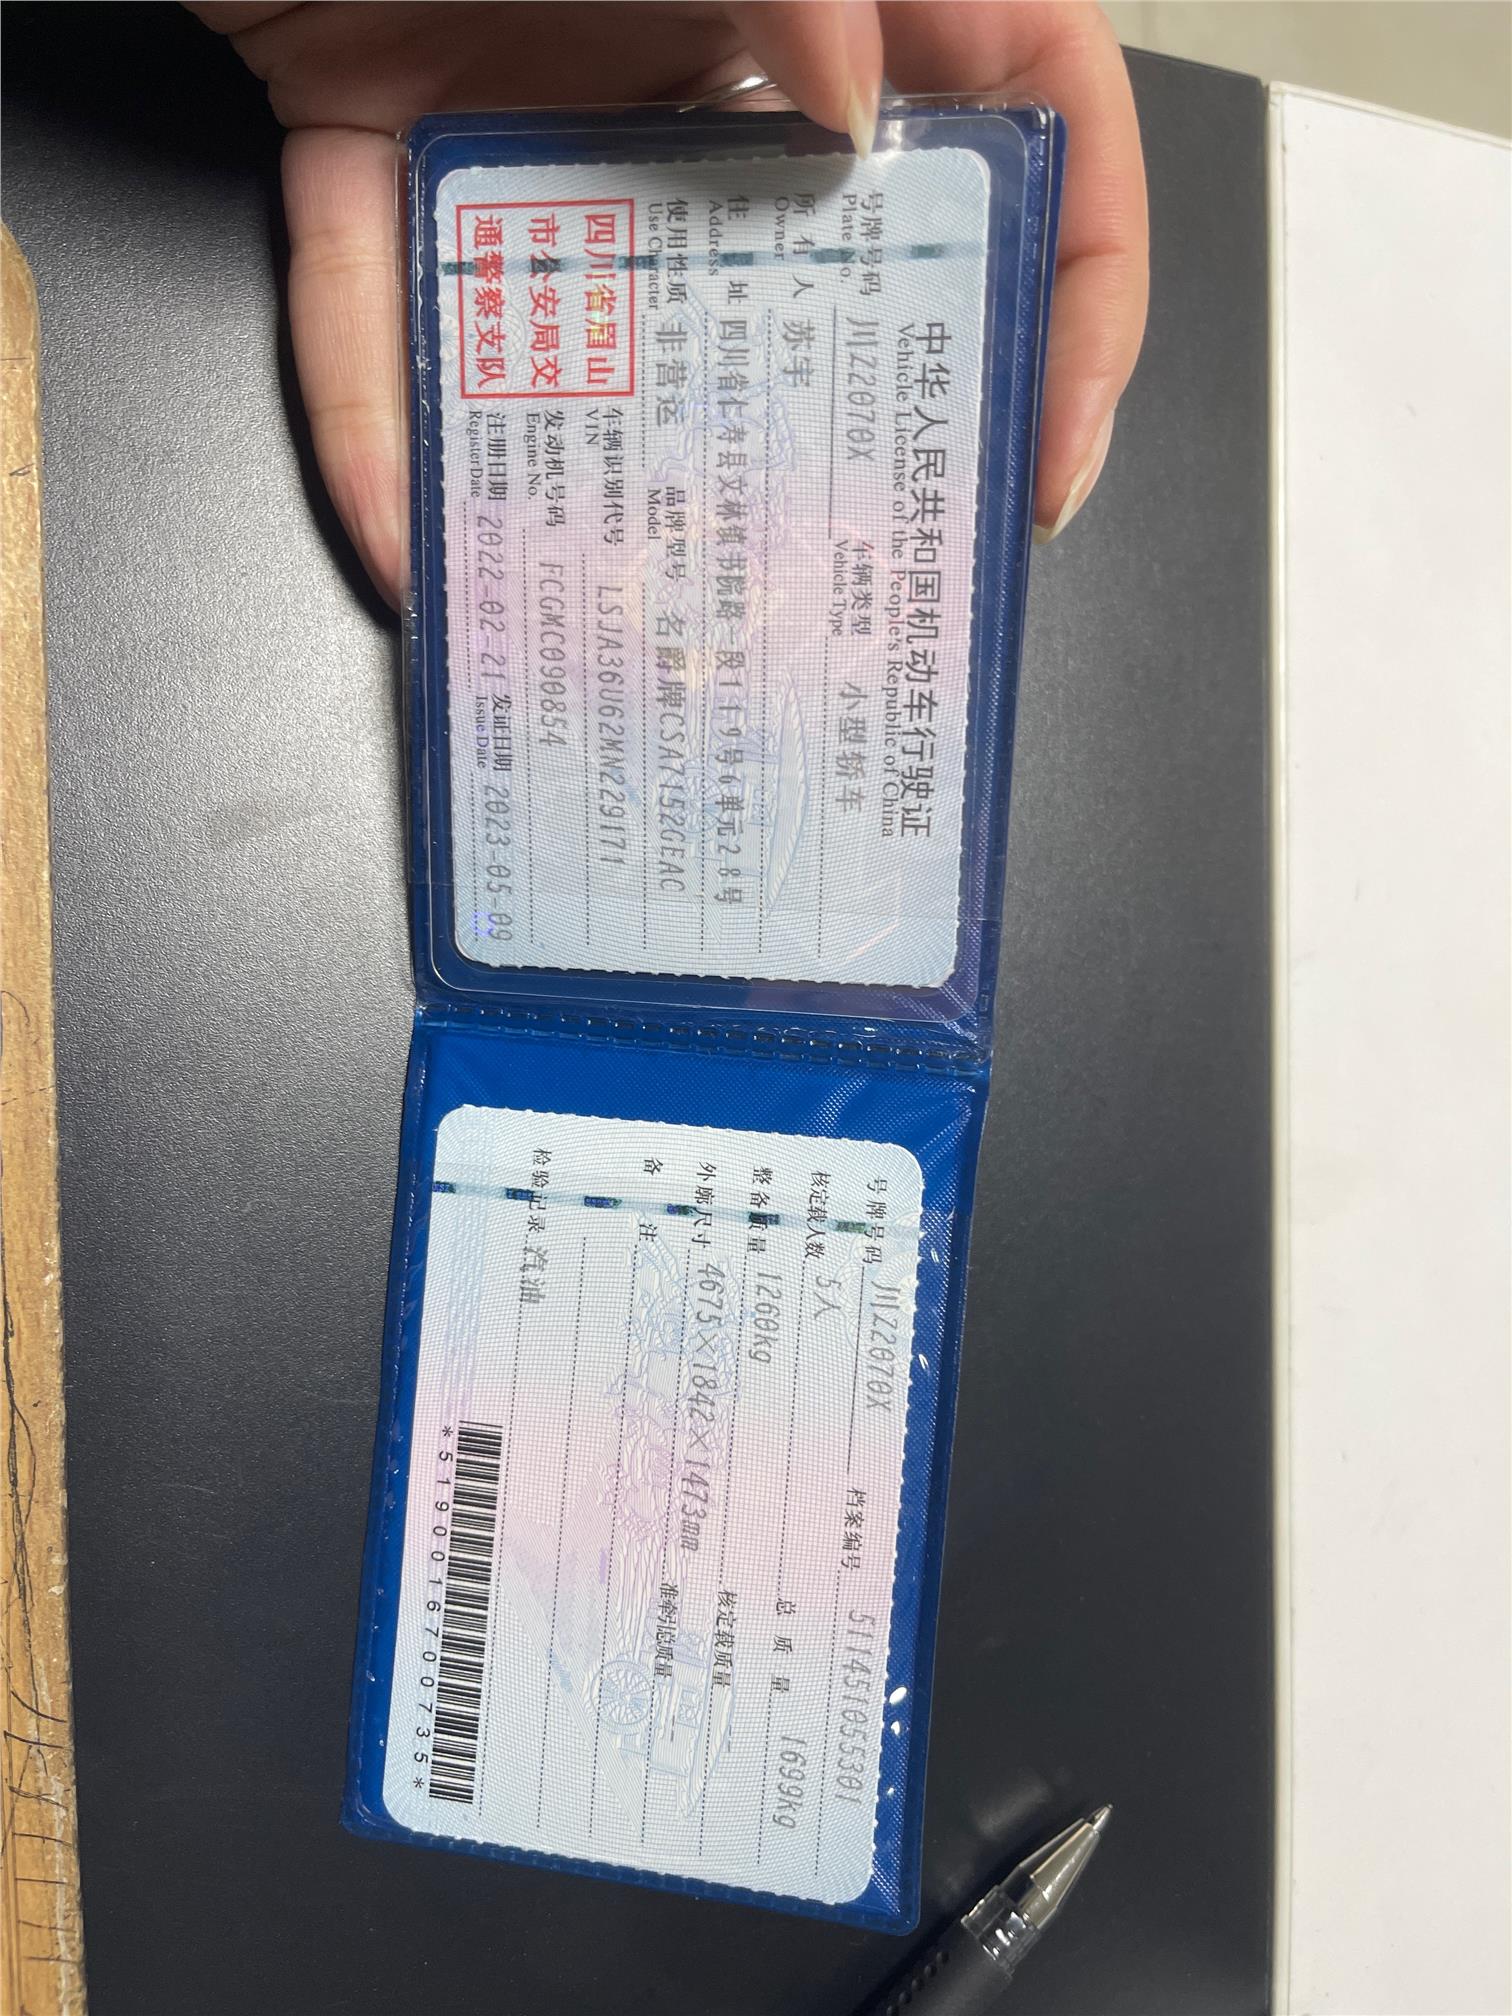 中华人民共和国机动车行驶证
Vehicle License of the People's Republic of China
号牌号码 川Z2070X 车辆类型 小型轿车
Plate No. Vehicle Type
所有人 苏宇
Owner
住址 四川省仁寿县文林镇书院路一段119号6单元28号
Address
使用性质 非营运 品牌型号 名爵牌CSA7152GEAC
Use Character Model
四川省眉山
市公安局交
通警察支队
车辆识别代号 LSJA36U62MN229171
VIN
发动机号码 FCGMC090854
Engine No.
注册日期 2022-02-21 发证日期 2023-05-09
Register Date Issue Date
号牌号码 川Z2070X 档案编号 511451055301
核定载人数 5人 总质量 1699kg
整备质量 1260kg 核定载质量 --
外廓尺寸 4675×1842×1473mm 准牵引总质量 --
备注
检验记录 汽油
*5190016700735*